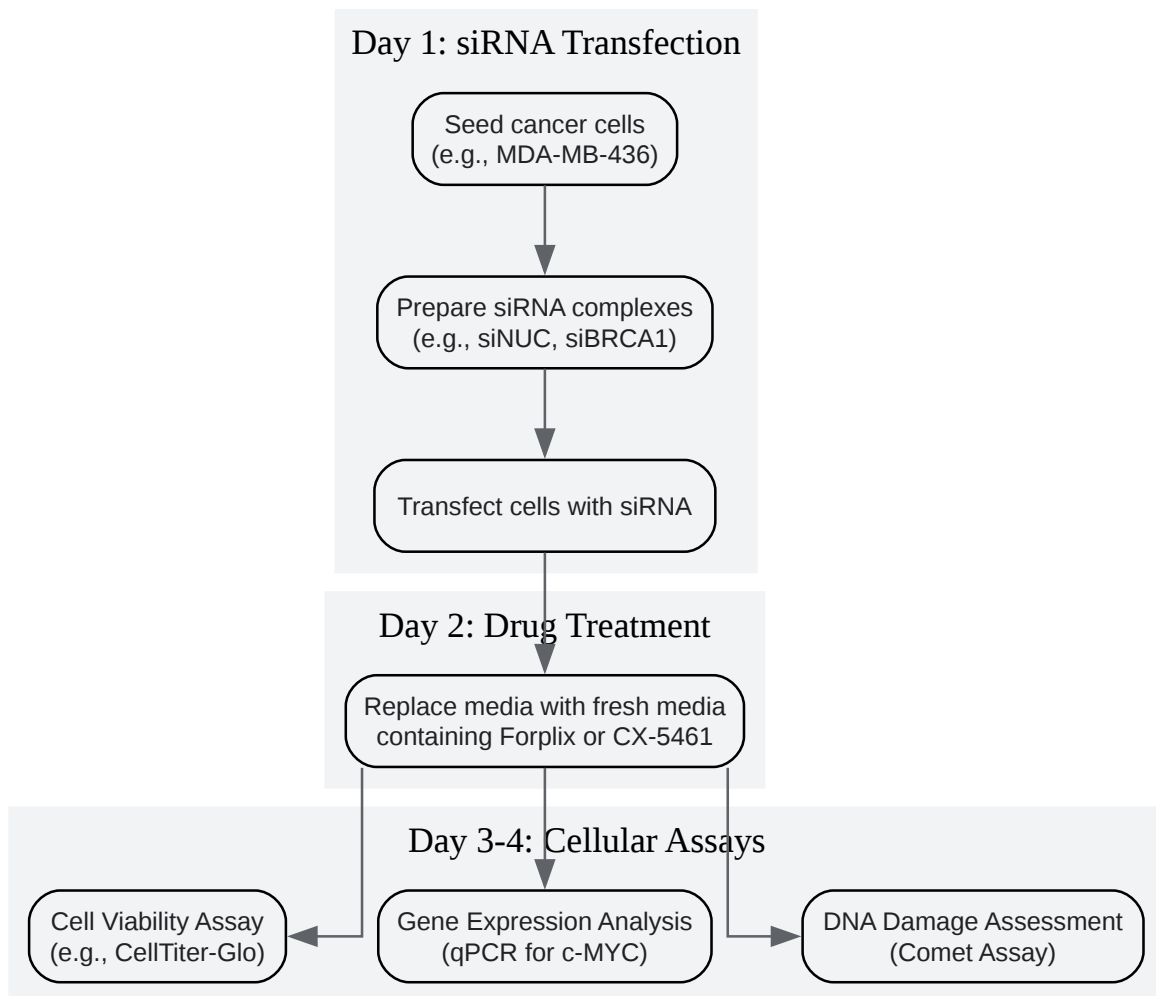 Day 1: siRNA Transfection
Seed cancer cells
(e.g., MDA-MB-436)
Prepare siRNA complexes
(e.g., siNUC, siBRCA1)
Transfect cells with siRNA
Day 2: Drug Treatment
Replace media with fresh media
containing Forplix or CX-5461
Day 3-4: Cellular Assays
Cell Viability Assay
(e.g., CellTiter-Glo)
Gene Expression Analysis
(qPCR for c-MYC)
DNA Damage Assessment
(Comet Assay)